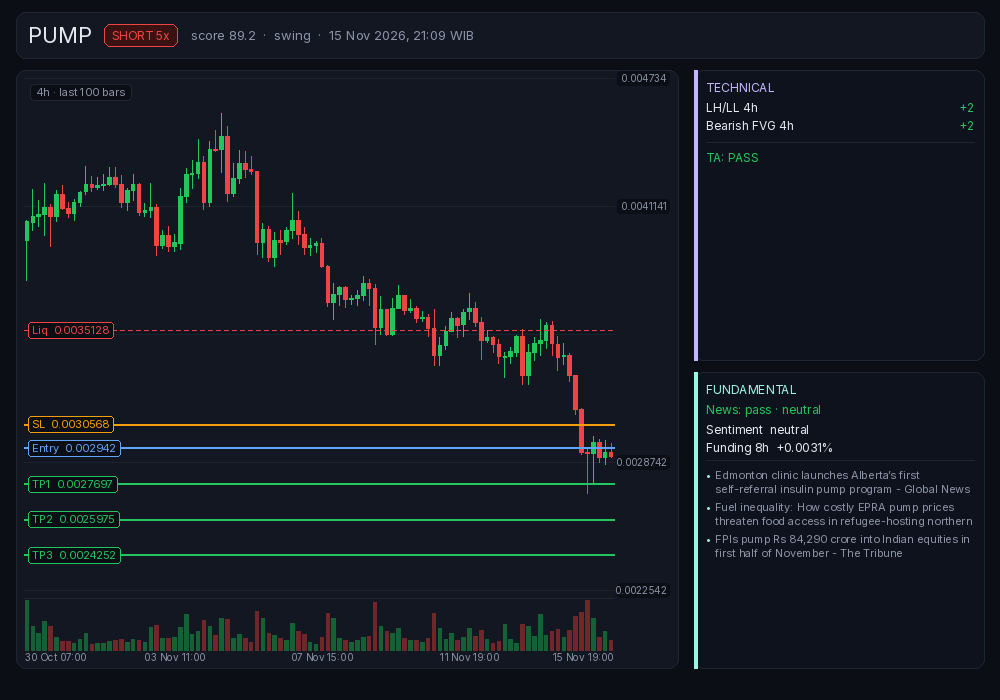 PUMP SHORT 5x score 89.2 · swing · 15 Nov 2026, 21:09 WIB
4h · last 100 bars
0.004734
0.0041141
Liq 0.0035128
SL 0.0030568
Entry 0.002942
0.0028742
TP1 0.0027697
TP2 0.0025975
TP3 0.0024252
0.0022542
30 Oct 07:00 03 Nov 11:00 07 Nov 15:00 11 Nov 19:00 15 Nov 19:00
TECHNICAL
LH/LL 4h +2
Bearish FVG 4h +2
TA: PASS
FUNDAMENTAL
News: pass · neutral
Sentiment neutral
Funding 8h +0.0031%
• Edmonton clinic launches Alberta's first
self-referral insulin pump program - Global News
• Fuel inequality: How costly EPRA pump prices
threaten food access in refugee-hosting northern
• FPIs pump Rs 84,290 crore into Indian equities in
first half of November - The Tribune